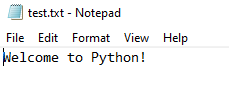 test.txt - Notepad
File Edit Format View Help
Welcome to Python!